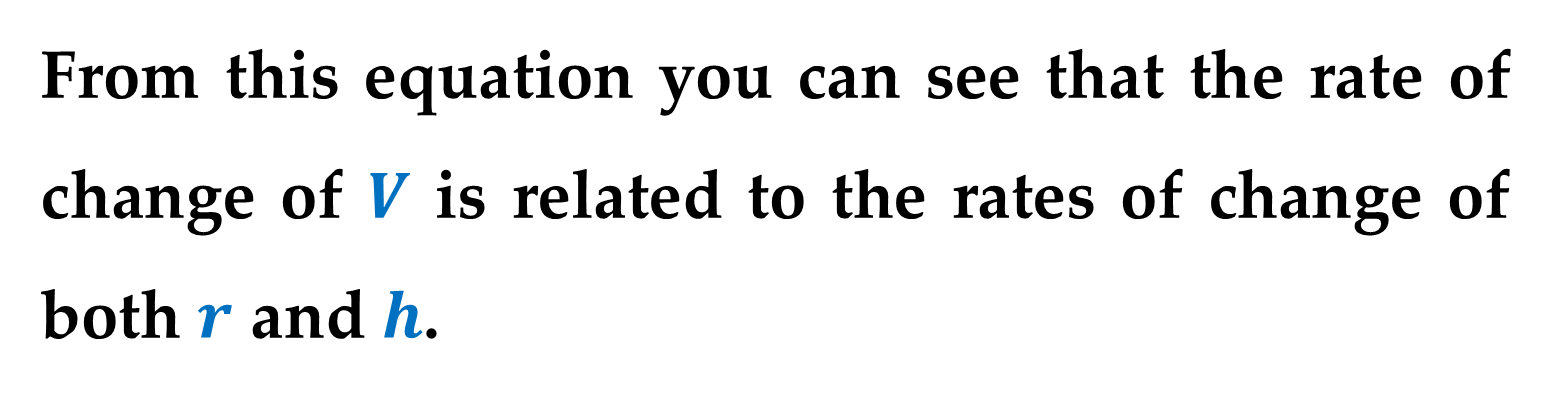 From this equation you can see that the rate of
change of V is related to the rates of change of
both r and h.